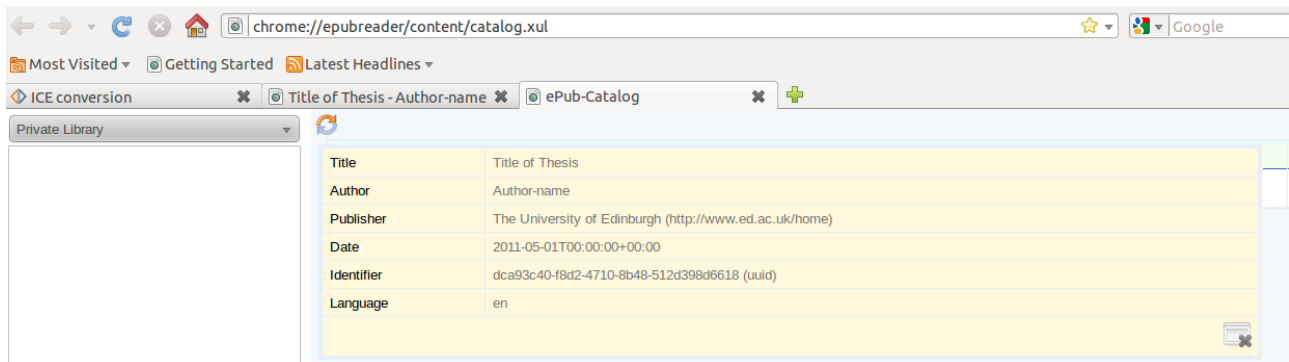 chrome://epubreader/content/catalog.xul Google
Most Visited Getting Started Latest Headlines
ICE conversion Title of Thesis - Author-name ePub-Catalog
Private Library
Title Title of Thesis
Author Author-name
Publisher The University of Edinburgh (http://www.ed.ac.uk/home)
Date 2011-05-01T00:00:00+00:00
Identifier dca93c40-f8d2-4710-8b48-512d398d6618 (uuid)
Language en